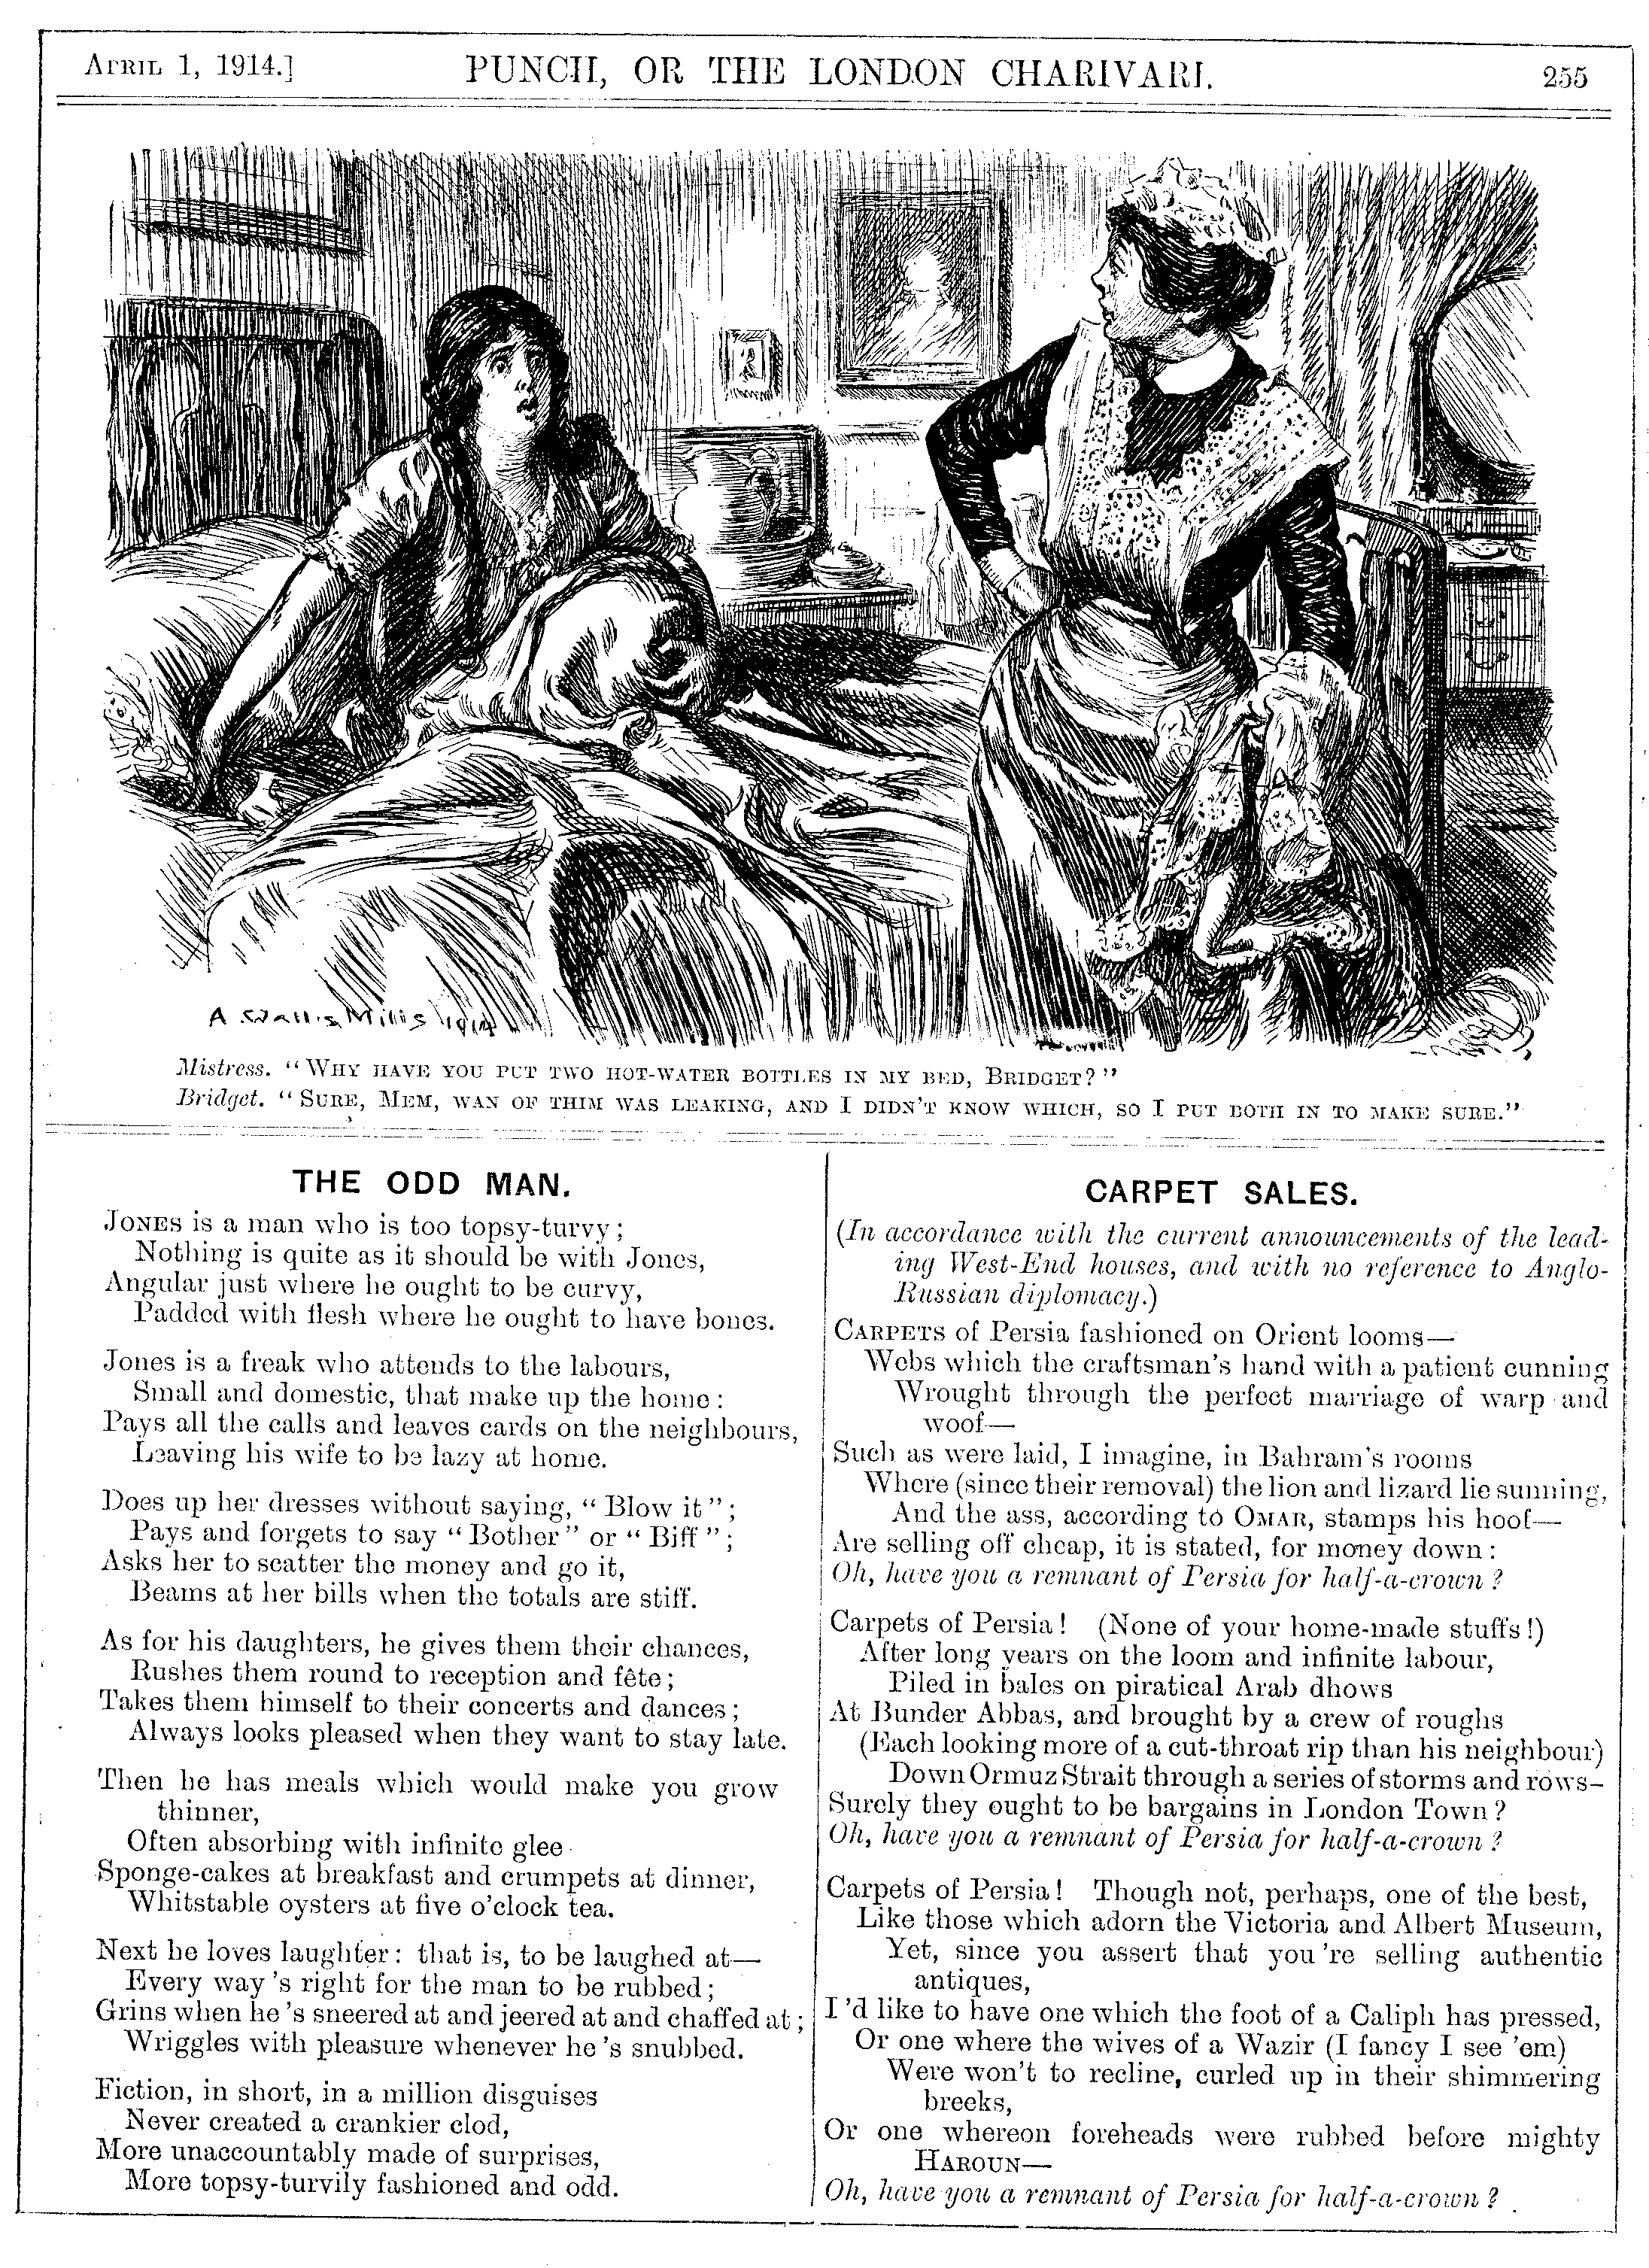 APRIL 1, 1914.] PUNCH, OR THE LONDON CHARIVARI. 255
A Wallis Mills 1914
Mistress. "WHY HAVE YOU PUT TWO HOT-WATER BOTTLES IN MY BED, BRIDGET?"
Bridget. "SURE, MEM, WAN OF THIM WAS LEAKING, AND I DIDN'T KNOW WHICH, SO I PUT BOTH IN TO MAKE SURE."
THE ODD MAN.
JONES is a man who is too topsy-turvy;
Nothing is quite as it should be with Jones,
Angular just where he ought to be curvy,
Padded with flesh where he ought to have bones.
Jones is a freak who attends to the labours,
Small and domestic, that make up the home:
Pays all the calls and leaves cards on the neighbours,
Leaving his wife to be lazy at home.
Does up her dresses without saying, "Blow it";
Pays and forgets to say "Bother" or "Biff";
Asks her to scatter the money and go it,
Beams at her bills when the totals are stiff.
As for his daughters, he gives them their chances,
Rushes them round to reception and fête;
Takes them himself to their concerts and dances;
Always looks pleased when they want to stay late.
Then he has meals which would make you grow
thinner,
Often absorbing with infinite glee
Sponge-cakes at breakfast and crumpets at dinner,
Whitstable oysters at five o'clock tea.
Next he loves laughter: that is, to be laughed at—
Every way's right for the man to be rubbed;
Grins when he's sneered at and jeered at and chaffed at;
Wriggles with pleasure whenever he's snubbed.
Fiction, in short, in a million disguises
Never created a crankier clod,
More unaccountably made of surprises,
More topsy-turvily fashioned and odd.
CARPET SALES.
(In accordance with the current announcements of the lead-
ing West-End houses, and with no reference to Anglo-
Russian diplomacy.)
CARPETS of Persia fashioned on Orient looms—
Webs which the craftsman's hand with a patient cunning
Wrought through the perfect marriage of warp and
woof—
Such as were laid, I imagine, in Bahram's rooms
Where (since their removal) the lion and lizard lie sunning,
And the ass, according to OMAR, stamps his hoof—
Are selling off cheap, it is stated, for money down:
Oh, have you a remnant of Persia for half-a-crown?
Carpets of Persia! (None of your home-made stuffs!)
After long years on the loom and infinite labour,
Piled in bales on piratical Arab dhows
At Bunder Abbas, and brought by a crew of roughs
(Each looking more of a cut-throat rip than his neighbour)
Down Ormuz Strait through a series of storms and rows—
Surely they ought to be bargains in London Town?
Oh, have you a remnant of Persia for half-a-crown?
Carpets of Persia! Though not, perhaps, one of the best,
Like those which adorn the Victoria and Albert Museum,
Yet, since you assert that you're selling authentic
antiques,
I'd like to have one which the foot of a Caliph has pressed,
Or one where the wives of a Wazir (I fancy I see 'em)
Were won't to recline, curled up in their shimmering
breeks,
Or one whereon foreheads were rubbed before mighty
HAROUN—
Oh, have you a remnant of Persia for half-a-crown?